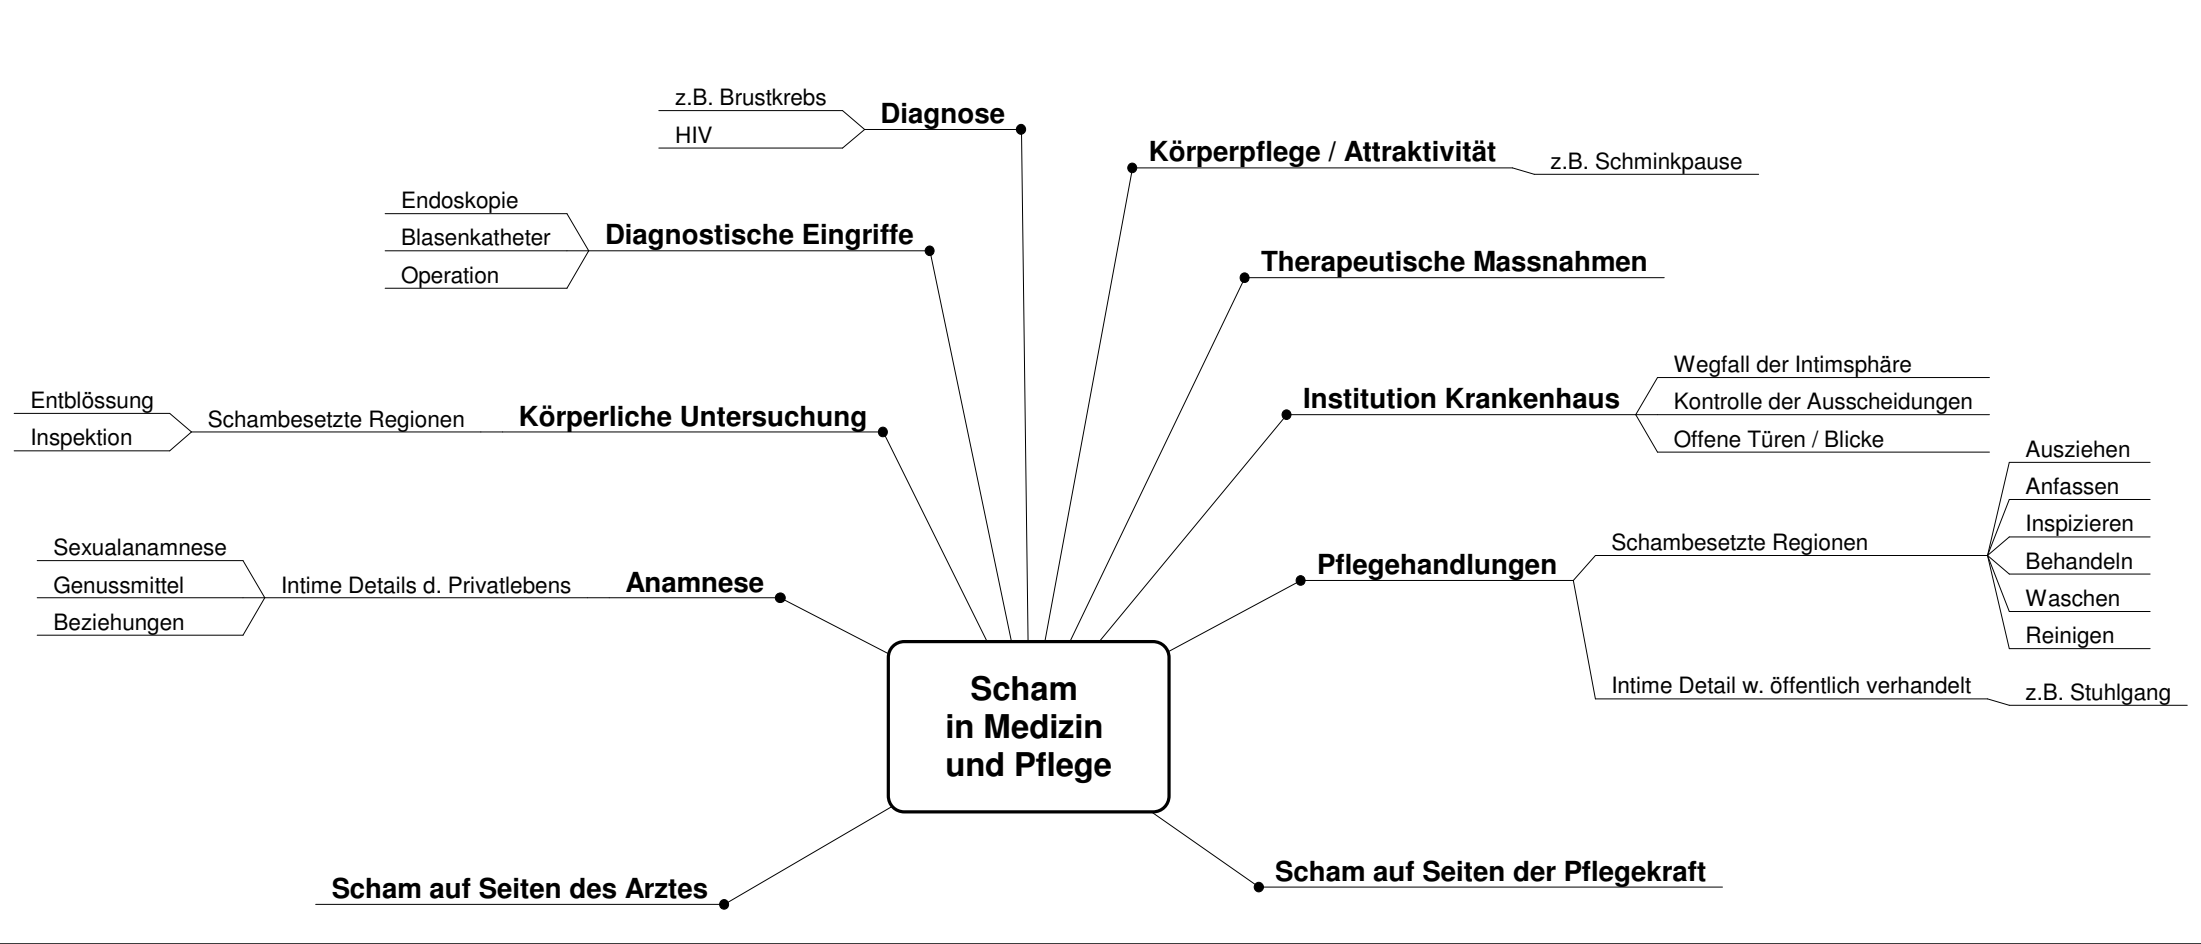 z.B. Brustkrebs
HIV
Diagnose
Endoskopie
Blasenkatheter
Operation
Diagnostische Eingriffe
Entblössung
Inspektion
Schambesetzte Regionen
Körperliche Untersuchung
Sexualanamnese
Genussmittel
Beziehungen
Intime Details d. Privatlebens
Anamnese
Scham auf Seiten des Arztes
Scham
in Medizin
und Pflege
Körperpflege / Attraktivität
z.B. Schminkpause
Therapeutische Massnahmen
Institution Krankenhaus
Wegfall der Intimsphäre
Kontrolle der Ausscheidungen
Offene Türen / Blicke
Pflegehandlungen
Schambesetzte Regionen
Ausziehen
Anfassen
Inspizieren
Behandeln
Waschen
Reinigen
Intime Detail w. öffentlich verhandelt
z.B. Stuhlgang
Scham auf Seiten der Pflegekraft